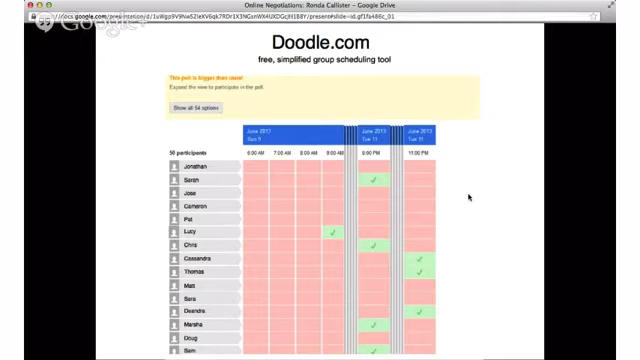 Online Negotiations: Ronda Callister – Google Drive
Google+
Doodle.com
free, simplified group scheduling tool
This poll is bigger than usual
Expand the view to participate in the poll.
Show all 54 options
June 2013 June 2013 June 2013
Sun 9 Tue 11 Tue 11
50 participants 6:00 AM 7:00 AM 8:00 AM 9:00 AM 8:00 PM 11:00 PM
Jonathan
Sarah
Jose
Cameron
Pat
Lucy
Chris
Cassandra
Thomas
Matt
Sara
Deandra
Marsha
Doug
Sam